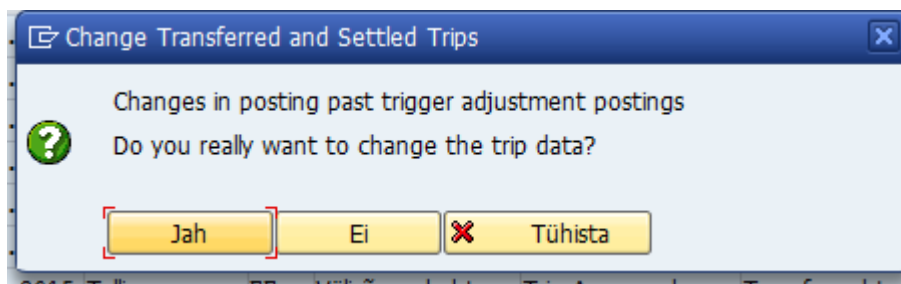 Change Transferred and Settled Trips
Changes in posting past trigger adjustment postings
Do you really want to change the trip data?
Jah Ei Tühista